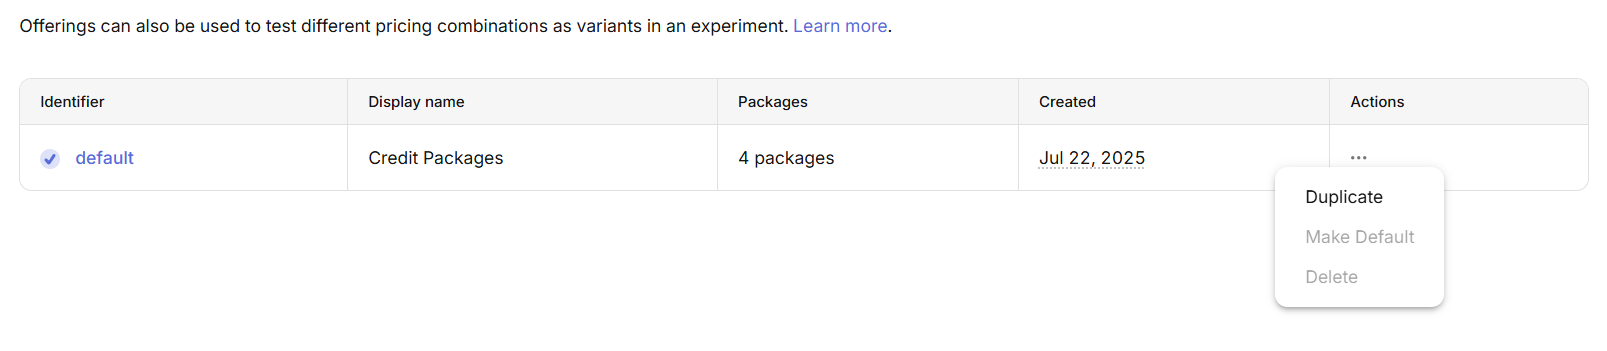 Offerings can also be used to test different pricing combinations as variants in an experiment. Learn more.
Identifier Display name Packages Created Actions
default Credit Packages 4 packages Jul 22, 2025 ···
Duplicate
Make Default
Delete